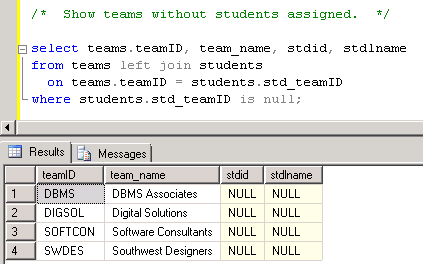 /*  Show teams without students assigned.  */
select teams.teamID, team_name, stdid, stdlname
from teams left join students
on teams.teamID = students.std_teamID
where students.std_teamID is null;
Results Messages
teamID team_name stdid stdlname
1 DBMS DBMS Associates NULL NULL
2 DIGSOL Digital Solutions NULL NULL
3 SOFTCON Software Consultants NULL NULL
4 SWDES Southwest Designers NULL NULL